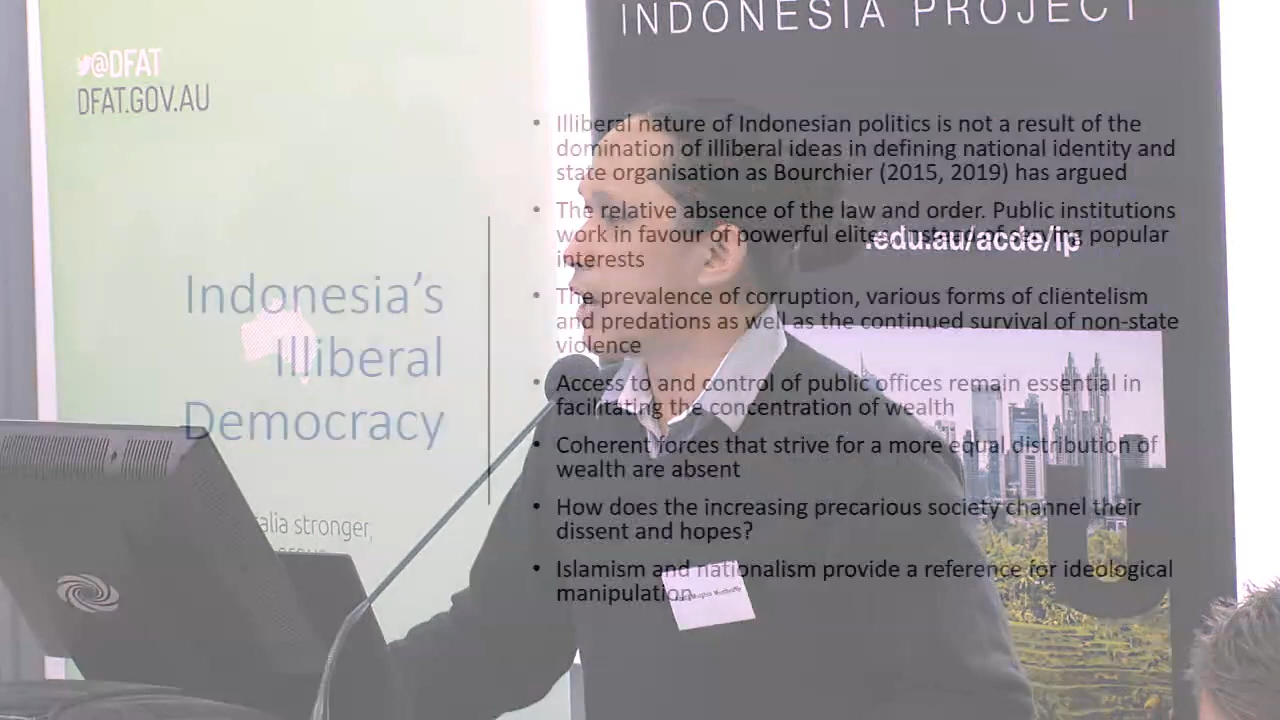 INDONESIA PROJECT
@DFAT
DFAT.GOV.AU
• Illiberal nature of Indonesian politics is not a result of the
domination of illiberal ideas in defining national identity and
state organisation as Bourchier (2015, 2019) has argued
• The relative absence of the law and order. Public institutions
work in favour of powerful elites, instead of serving popular
interests
.edu.au/acde/ip
Indonesia's
Illiberal
Democracy
• The prevalence of corruption, various forms of clientelism
and predations as well as the continued survival of non-state
violence
• Access to and control of public offices remain essential in
facilitating the concentration of wealth
• Coherent forces that strive for a more equal distribution of
wealth are absent
• How does the increasing precarious society channel their
dissent and hopes?
• Islamism and nationalism provide a reference for ideological
manipulation
alia stronger,